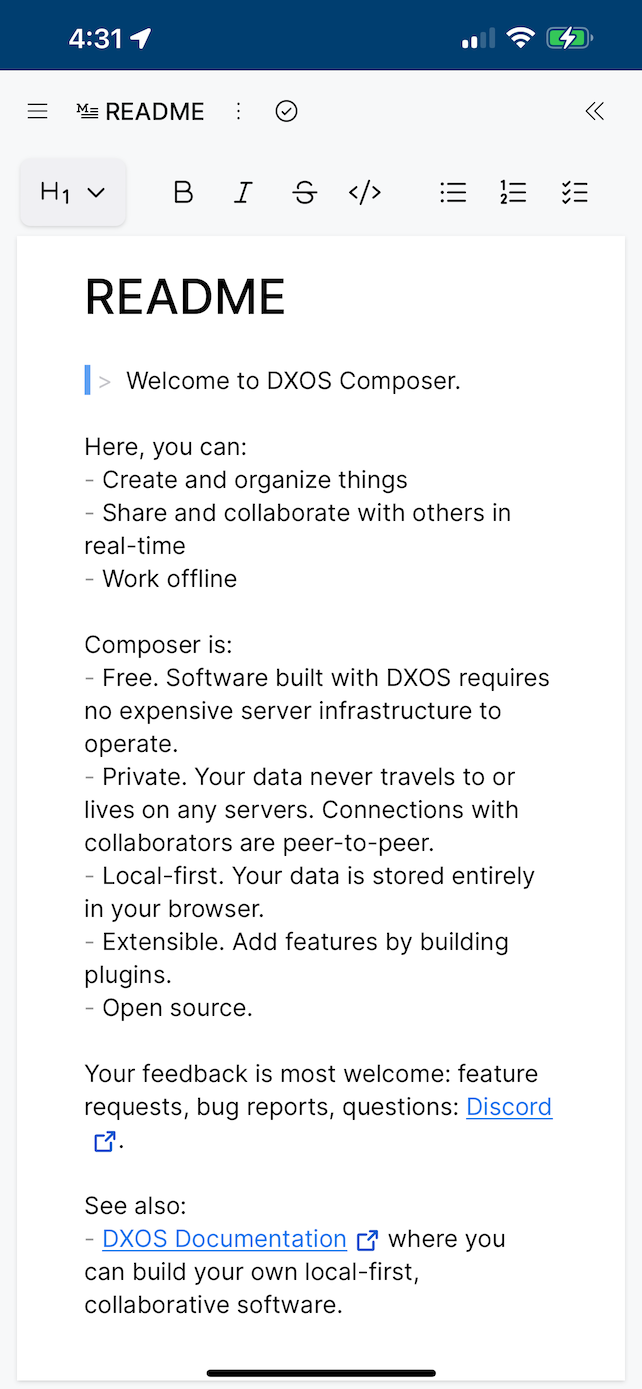 4:31
M README
H1 B I S </>
README
> Welcome to DXOS Composer.
Here, you can:
- Create and organize things
- Share and collaborate with others in
real-time
- Work offline
Composer is:
- Free. Software built with DXOS requires
no expensive server infrastructure to
operate.
- Private. Your data never travels to or
lives on any servers. Connections with
collaborators are peer-to-peer.
- Local-first. Your data is stored entirely
in your browser.
- Extensible. Add features by building
plugins.
- Open source.
Your feedback is most welcome: feature
requests, bug reports, questions: Discord
.
See also:
- DXOS Documentation where you
can build your own local-first,
collaborative software.